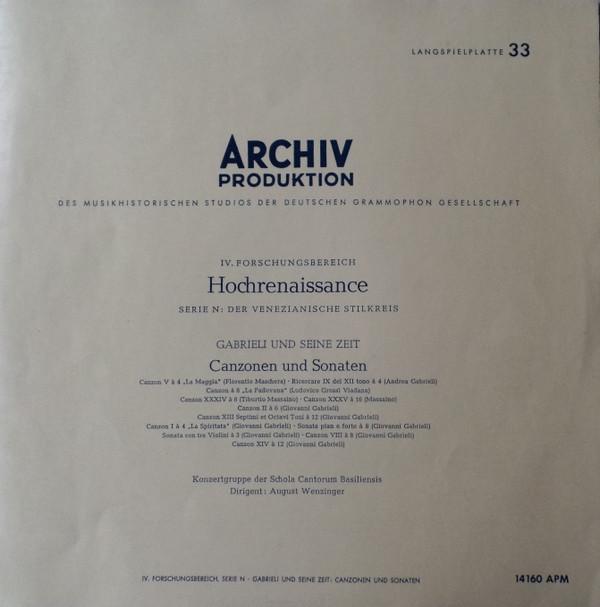 LANGSPIELPLATTE 33
ARCHIV
PRODUKTION
DES MUSIKHISTORISCHEN STUDIOS DER DEUTSCHEN GRAMMOPHON GESELLSCHAFT
IV. FORSCHUNGSBEREICH
Hochrenaissance
SERIE N: DER VENEZIANISCHE STILKREIS
GABRIELI UND SEINE ZEIT
Canzonen und Sonaten
Canzon V à 4 „La Maggia“ (Florentio Maschera) · Ricercare IX del XII tono à 4 (Andrea Gabrieli)
Canzon à 8 „La Padovana“ (Ludovico Grossi Viadana)
Canzon XXXIV à 8 (Tiburtio Massaino) · Canzon XXXV à 16 (Massaino)
Canzon II à 6 (Giovanni Gabrieli)
Canzon XIII Septimi et Octavi Toni à 12 (Giovanni Gabrieli)
Canzon I à 4 „La Spiritata“ (Giovanni Gabrieli) · Sonata pian e forte à 8 (Giovanni Gabrieli)
Sonata con tre Violini à 3 (Giovanni Gabrieli) · Canzon VIII à 8 (Giovanni Gabrieli)
Canzon XIV à 12 (Giovanni Gabrieli)
Konzertgruppe der Schola Cantorum Basiliensis
Dirigent: August Wenzinger
IV. FORSCHUNGSBEREICH, SERIE N - GABRIELI UND SEINE ZEIT: CANZONEN UND SONATEN
14160 APM